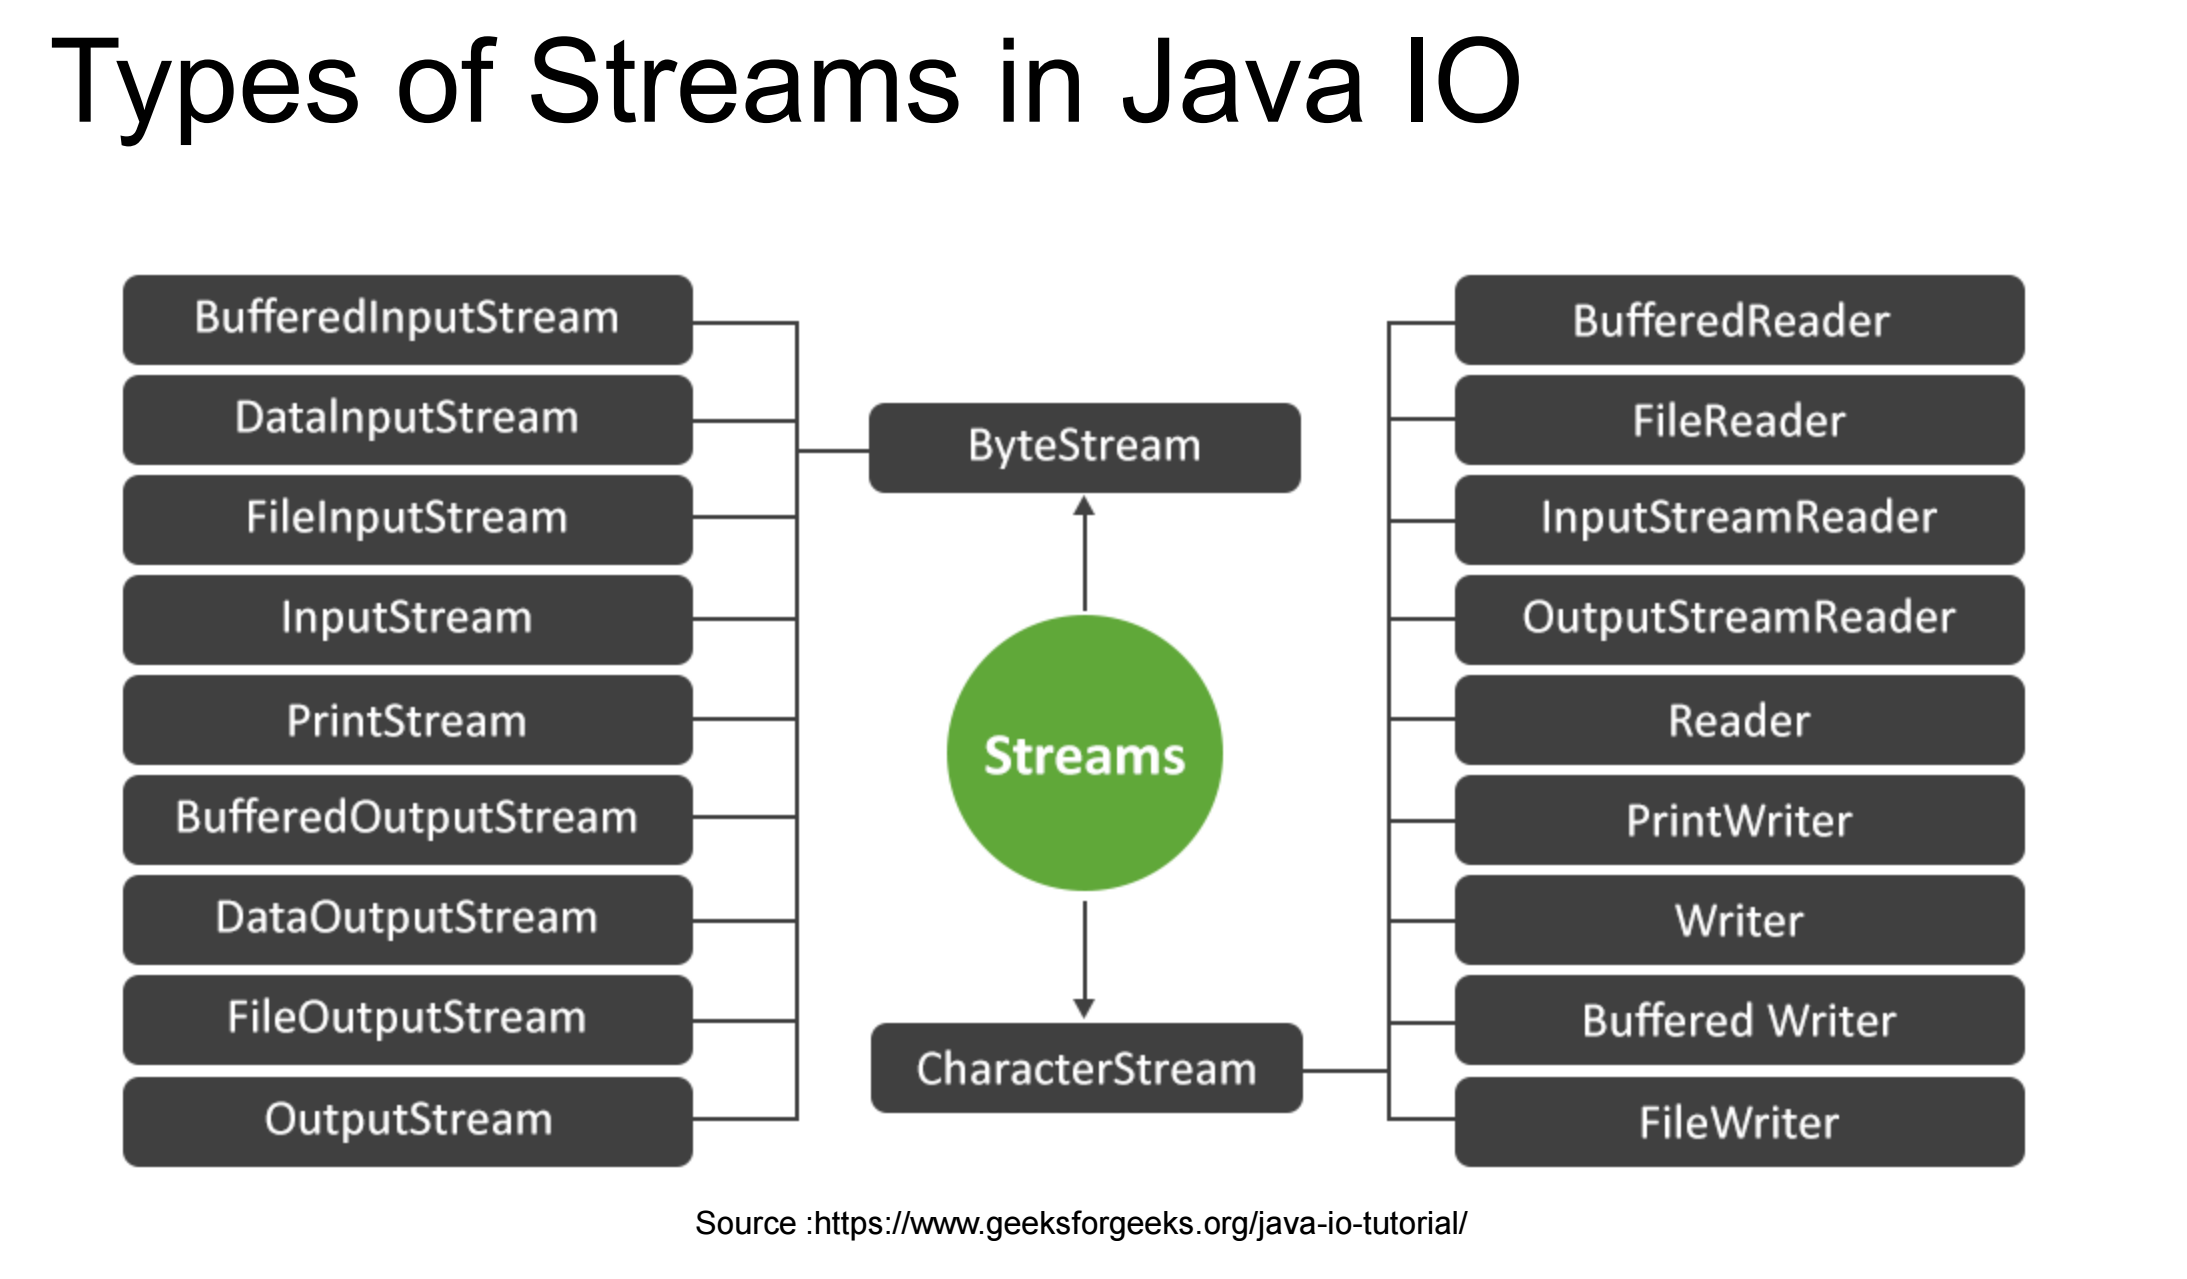 Types of Streams in Java IO
BufferedInputStream
DataInputStream
FileInputStream
InputStream
PrintStream
BufferedOutputStream
DataOutputStream
FileOutputStream
OutputStream
ByteStream
Streams
CharacterStream
BufferedReader
FileReader
InputStreamReader
OutputStreamReader
Reader
PrintWriter
Writer
Buffered Writer
FileWriter
Source :https://www.geeksforgeeks.org/java-io-tutorial/